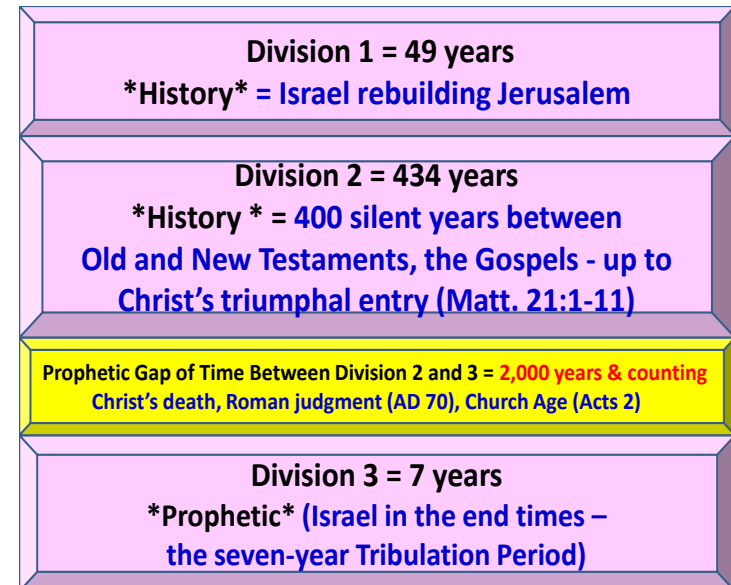 Division 1 = 49 years
*History* = Israel rebuilding Jerusalem
Division 2 = 434 years
*History * = 400 silent years between
Old and New Testaments, the Gospels - up to
Christ’s triumphal entry (Matt. 21:1-11)
Prophetic Gap of Time Between Division 2 and 3 = 2,000 years & counting
Christ’s death, Roman judgment (AD 70), Church Age (Acts 2)
Division 3 = 7 years
*Prophetic* (Israel in the end times –
the seven-year Tribulation Period)